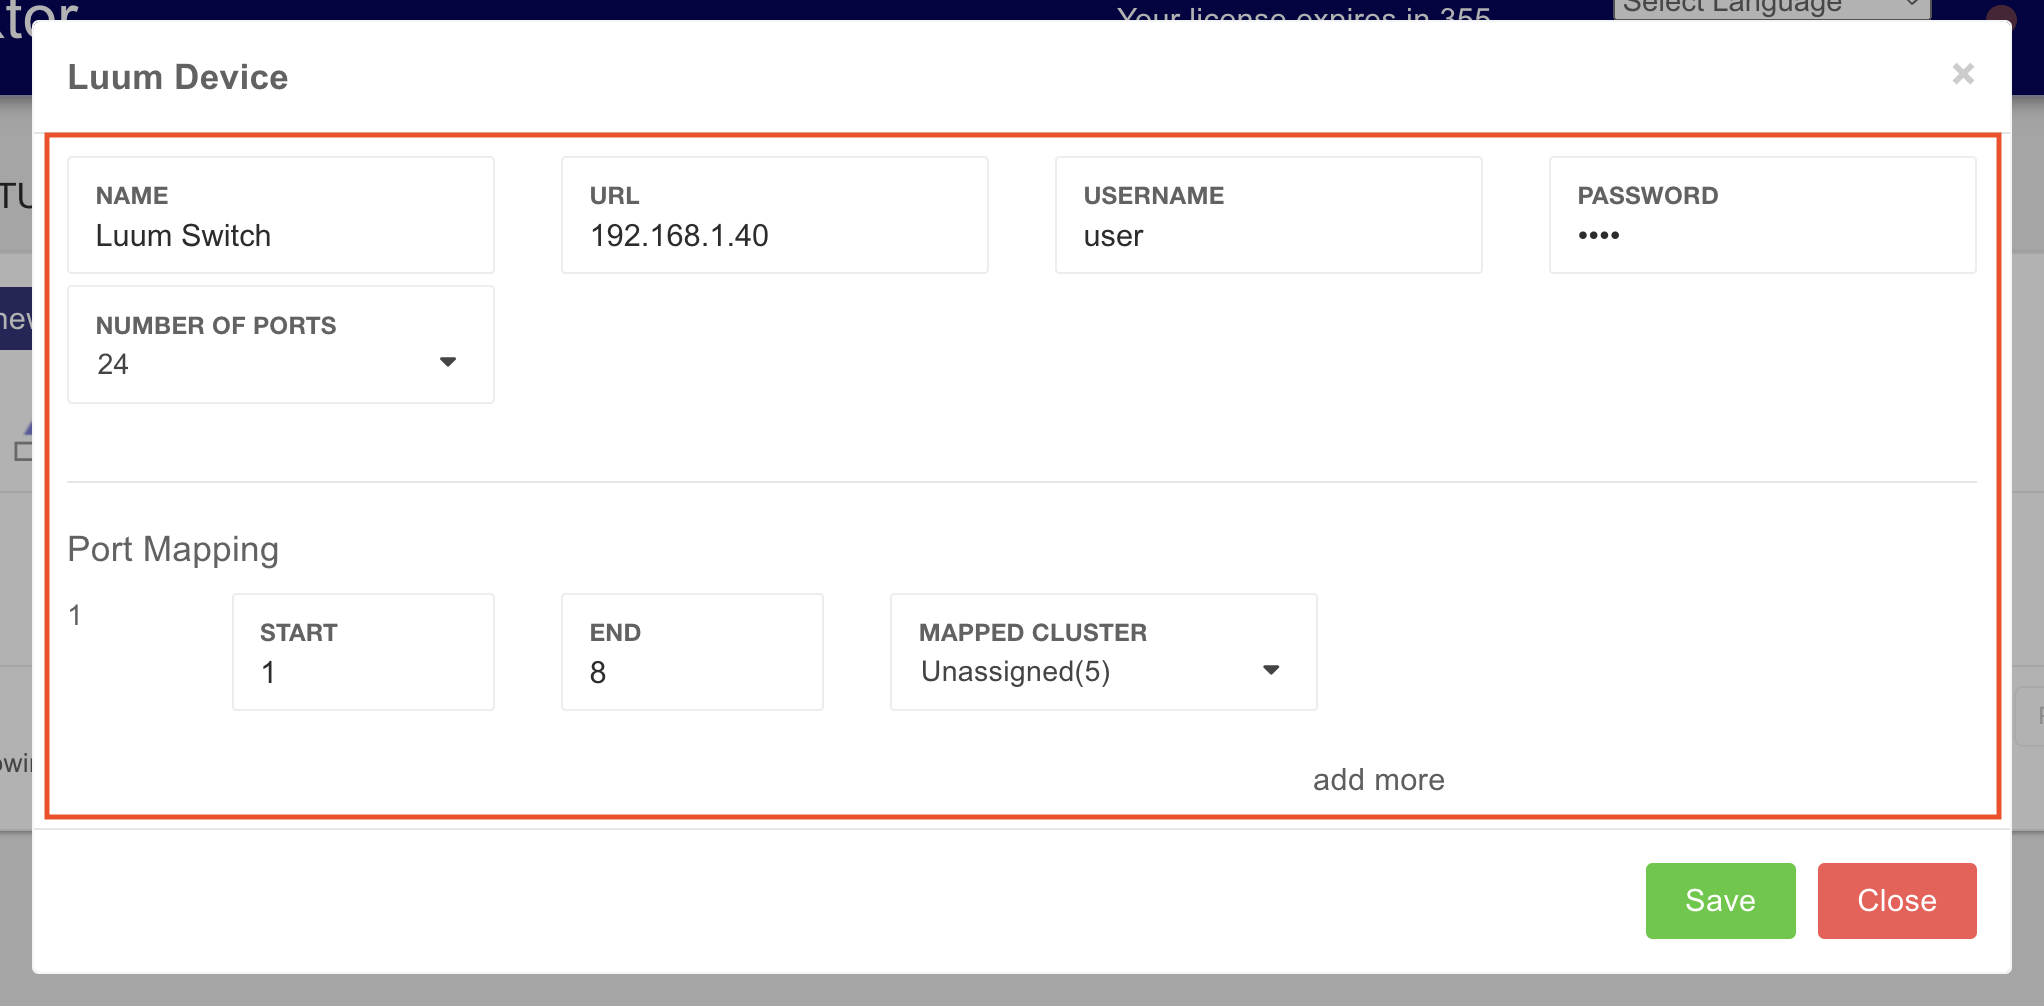 Your license expires in 355
Select Language
Luum Device
×
NAME
Luum Switch
URL
192.168.1.40
USERNAME
user
PASSWORD
••••
NUMBER OF PORTS
24
Port Mapping
1
START
1
END
8
MAPPED CLUSTER
Unassigned(5)
add more
Save
Close